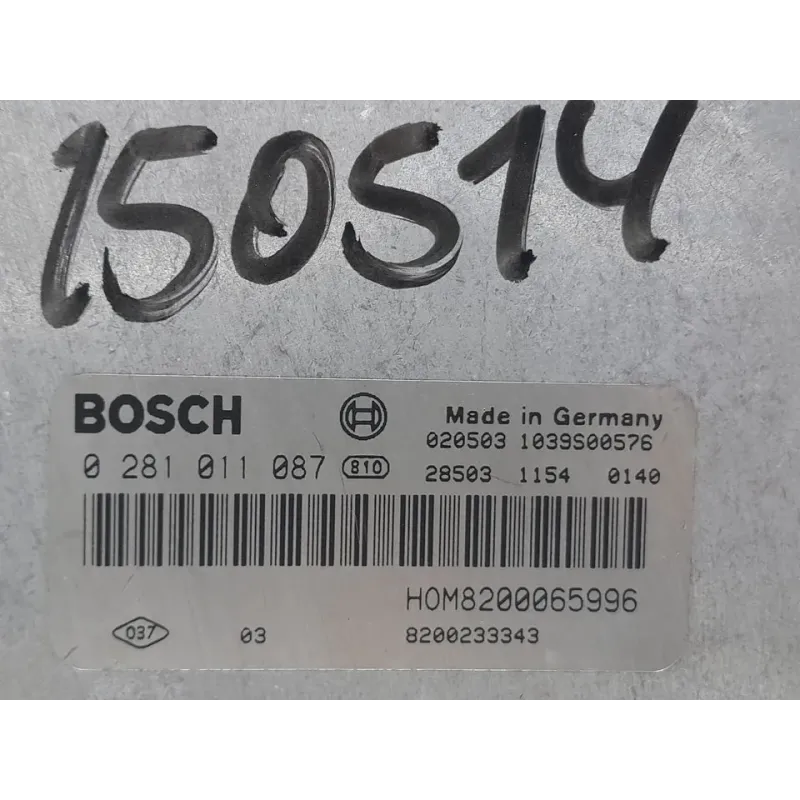 150514
BOSCH
Made in Germany
020503 1039S00576
0 281 011 087 810
28503 1154 0140
HOM8200065996
037 03 8200233343